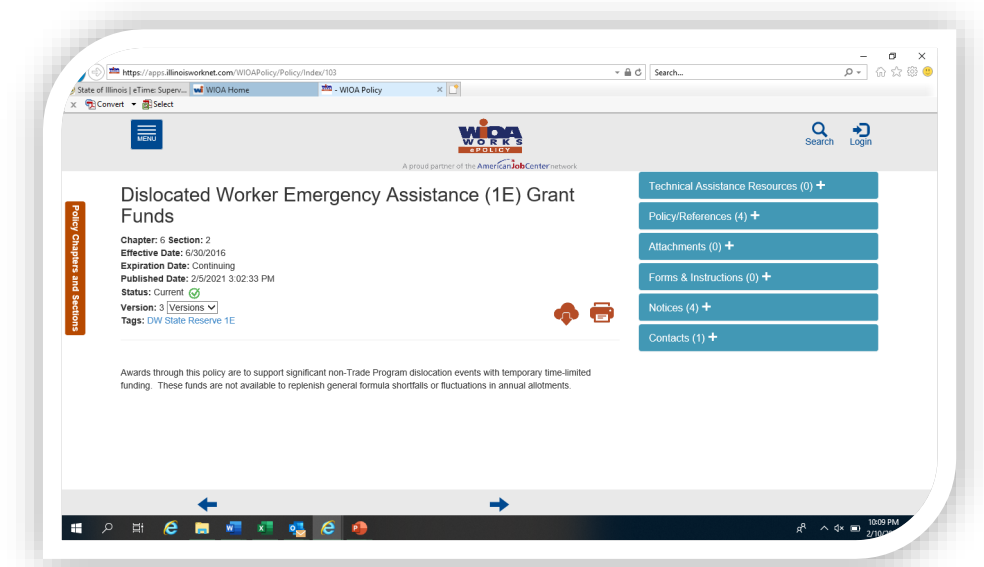 https://apps.illinoisworknet.com/WIOAPolicy/Policy/Index/103
Search...
State of Illinois | eTime: Superv...
WIOA Home
- WIOA Policy
x Convert Select
MENU
WIOA
WORKS
ePOLICY
A proud partner of the AmericanJobCenter network
Search
Login
Policy Chapters and Sections
Dislocated Worker Emergency Assistance (1E) Grant
Funds
Chapter: 6 Section: 2
Effective Date: 6/30/2016
Expiration Date: Continuing
Published Date: 2/5/2021 3:02:33 PM
Status: Current
Version: 3 Versions
Tags: DW State Reserve 1E
Awards through this policy are to support significant non-Trade Program dislocation events with temporary time-limited
funding. These funds are not available to replenish general formula shortfalls or fluctuations in annual allotments.
Technical Assistance Resources (0) +
Policy/References (4) +
Attachments (0) +
Forms & Instructions (0) +
Notices (4) +
Contacts (1) +
10:09 PM
2/10/